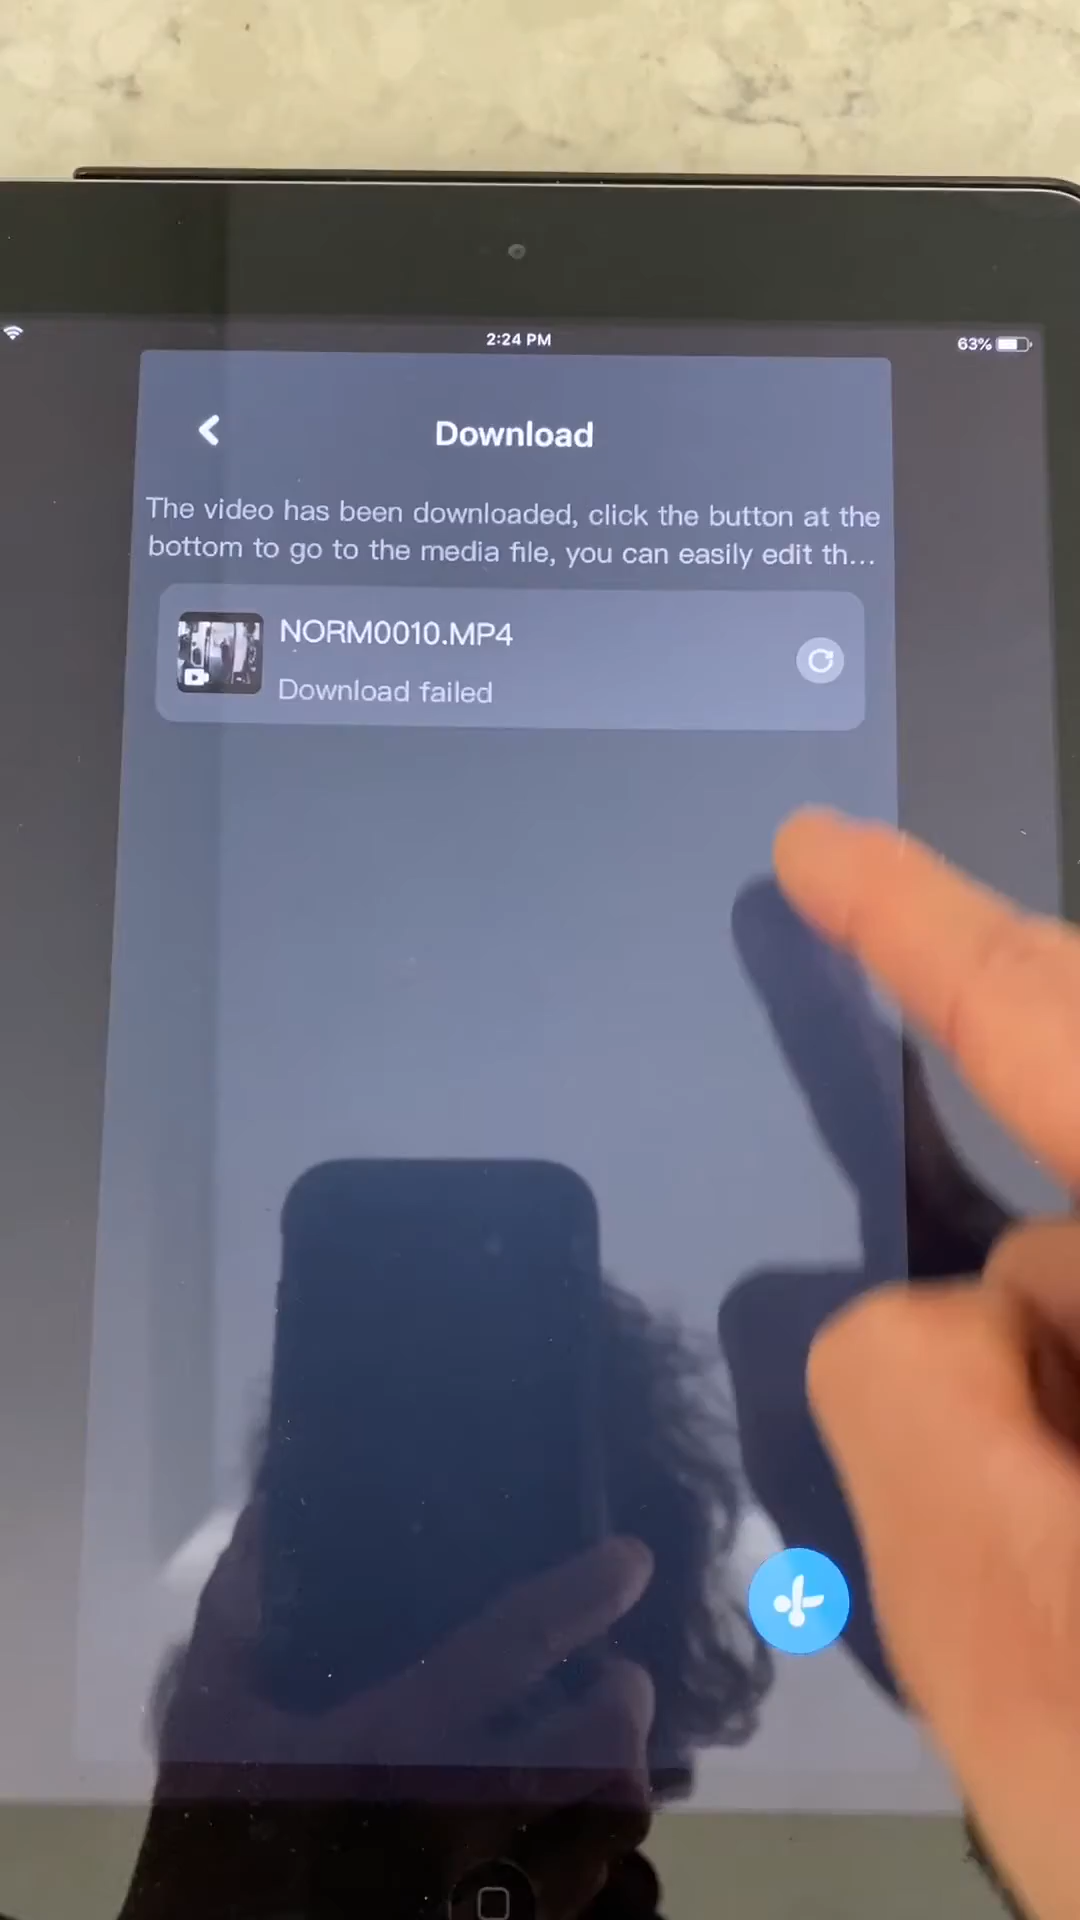 2:24 PM
63%
Download
The video has been downloaded, click the button at the
bottom to go to the media file, you can easily edit th...
NORM0010.MP4
Download failed